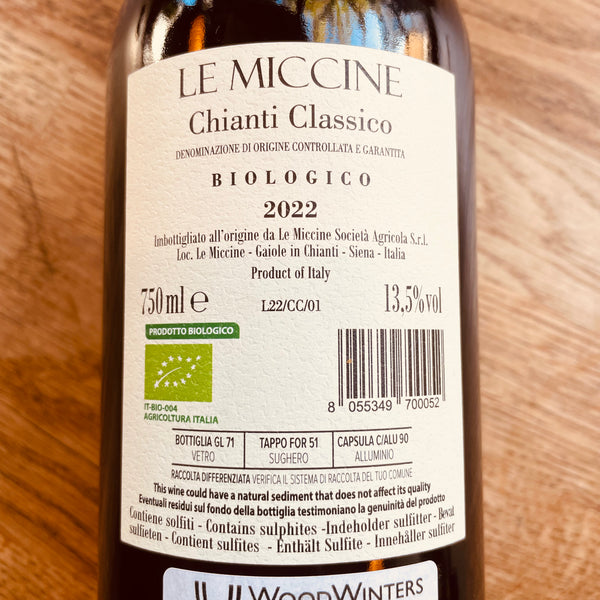 LE MICCINE
Chianti Classico
DENOMINAZIONE DI ORIGINE CONTROLLATA E GARANTITA
BIOLOGICO
2022
Imbottigliato all'origine da Le Miccine Società Agricola S.r.l.
Loc. Le Miccine - Gaiole in Chianti - Siena - Italia
Product of Italy
750 ml e L22/CC/01 13,5% vol
PRODOTTO BIOLOGICO
IT-BIO-004
AGRICOLTURA ITALIA
8 055349 700052
BOTTIGLIA GL 71 TAPPO FOR 51 CAPSULA C/ALU 90
VETRO SUGHERO ALLUMINIO
RACCOLTA DIFFERENZIATA VERIFICA IL SISTEMA DI RACCOLTA DEL TUO COMUNE
This wine could have a natural sediment that does not affect its quality
Eventuali residui sul fondo della bottiglia testimoniano la genuinità del prodotto
Contiene solfiti - Contains sulphites -Indeholder sulfitter - Bevat
sulfieten - Contient sulfites - Enthält Sulfite - Innehåller sulfiter
WOODWINTERS